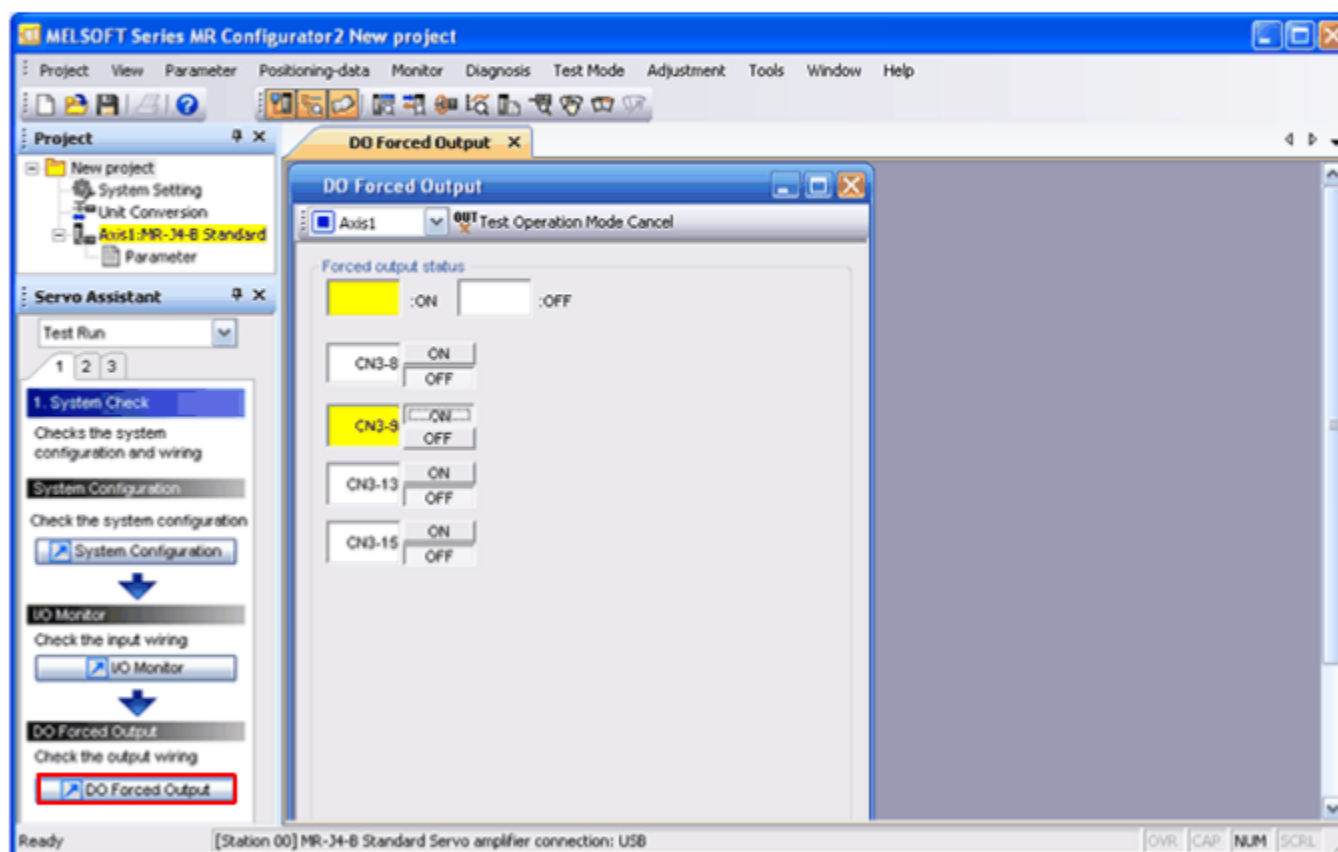 MELSOFT Series MR Configurator2 New project
Project View Parameter Positioning-data Monitor Diagnosis Test Mode Adjustment Tools Window Help
Project
New project
System Setting
Unit Conversion
Axis1:MR-J4-B Standard
Parameter
Servo Assistant
Test Run
1 2 3
1. System Check
Checks the system
configuration and wiring
System Configuration
Check the system configuration
System Configuration
I/O Monitor
Check the input wiring
I/O Monitor
DO Forced Output
Check the output wiring
DO Forced Output
DO Forced Output
DO Forced Output
Axis1 OUT Test Operation Mode Cancel
Forced output status
:ON :OFF
CN3-8 ON
OFF
CN3-9 ON
OFF
CN3-13 ON
OFF
CN3-15 ON
OFF
Ready [Station 00] MR-J4-B Standard Servo amplifier connection: USB OVR CAP NUM SCRL